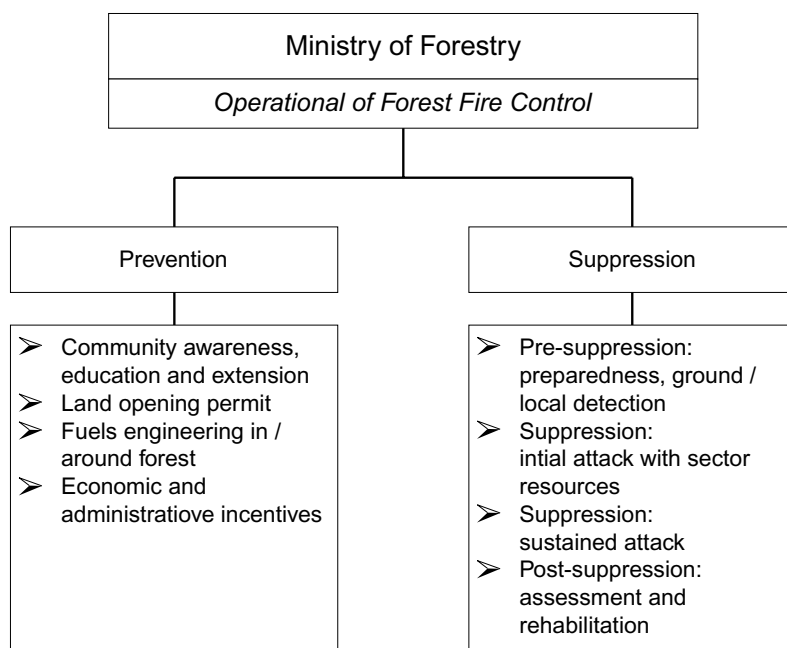 Ministry of Forestry
Operational of Forest Fire Control
Prevention
Suppression
➢ Community awareness,
education and extension
➢ Land opening permit
➢ Fuels engineering in /
around forest
➢ Economic and
administratiove incentives
➢ Pre-suppression:
preparedness, ground /
local detection
➢ Suppression:
intial attack with sector
resources
➢ Suppression:
sustained attack
➢ Post-suppression:
assessment and
rehabilitation